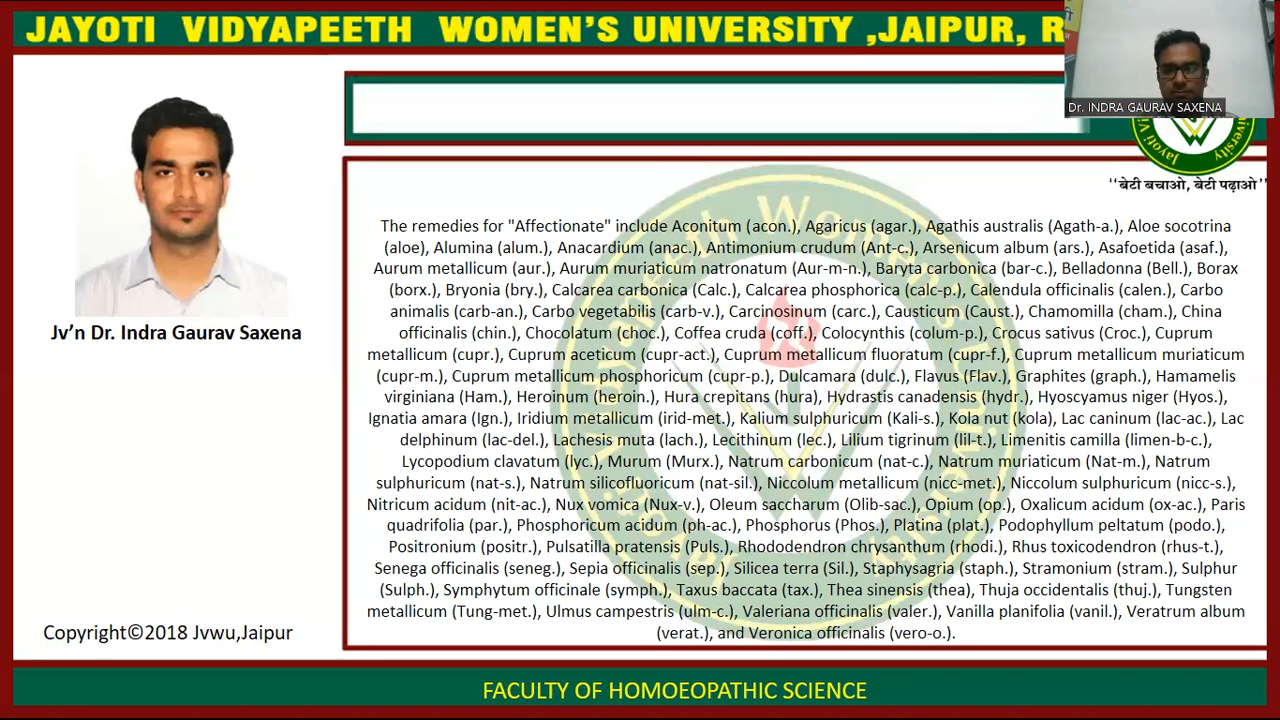 JAYOTI VIDYAPEETH WOMEN'S UNIVERSITY ,JAIPUR, R
Dr. INDRA GAURAV SAXENA
Jayoti V
University
"बेटी बचाओ, बेटी पढ़ाओ"
The remedies for "Affectionate" include Aconitum (acon.), Agaricus (agar.), Agathis australis (Agath-a.), Aloe socotrina
(aloe), Alumina (alum.), Anacardium (anac.), Antimonium crudum (Ant-c.), Arsenicum album (ars.), Asafoetida (asaf.),
Aurum metallicum (aur.), Aurum muriaticum natronatum (Aur-m-n.), Baryta carbonica (bar-c.), Belladonna (Bell.), Borax
(borx.), Bryonia (bry.), Calcarea carbonica (Calc.), Calcarea phosphorica (calc-p.), Calendula officinalis (calen.), Carbo
animalis (carb-an.), Carbo vegetabilis (carb-v.), Carcinosinum (carc.), Causticum (Caust.), Chamomilla (cham.), China
officinalis (chin.), Chocolatum (choc.), Coffea cruda (coff.), Colocynthis (colum-p.), Crocus sativus (Croc.), Cuprum
metallicum (cupr.), Cuprum aceticum (cupr-act.), Cuprum metallicum fluoratum (cupr-f.), Cuprum metallicum muriaticum
(cupr-m.), Cuprum metallicum phosphoricum (cupr-p.), Dulcamara (dulc.), Flavus (Flav.), Graphites (graph.), Hamamelis
virginiana (Ham.), Heroinum (heroin.), Hura crepitans (hura), Hydrastis canadensis (hydr.), Hyoscyamus niger (Hyos.),
Ignatia amara (Ign.), Iridium metallicum (irid-met.), Kalium sulphuricum (Kali-s.), Kola nut (kola), Lac caninum (lac-ac.), Lac
delphinum (lac-del.), Lachesis muta (lach.), Lecithinum (lec.), Lilium tigrinum (lil-t.), Limenitis camilla (limen-b-c.),
Lycopodium clavatum (lyc.), Murum (Murx.), Natrum carbonicum (nat-c.), Natrum muriaticum (Nat-m.), Natrum
sulphuricum (nat-s.), Natrum silicofluoricum (nat-sil.), Niccolum metallicum (nicc-met.), Niccolum sulphuricum (nicc-s.),
Nitricum acidum (nit-ac.), Nux vomica (Nux-v.), Oleum saccharum (Olib-sac.), Opium (op.), Oxalicum acidum (ox-ac.), Paris
quadrifolia (par.), Phosphoricum acidum (ph-ac.), Phosphorus (Phos.), Platina (plat.), Podophyllum peltatum (podo.),
Positronium (positr.), Pulsatilla pratensis (Puls.), Rhododendron chrysanthum (rhodi.), Rhus toxicodendron (rhus-t.),
Senega officinalis (seneg.), Sepia officinalis (sep.), Silicea terra (Sil.), Staphysagria (staph.), Stramonium (stram.), Sulphur
(Sulph.), Symphytum officinale (symph.), Taxus baccata (tax.), Thea sinensis (thea), Thuja occidentalis (thuj.), Tungsten
metallicum (Tung-met.), Ulmus campestris (ulm-c.), Valeriana officinalis (valer.), Vanilla planifolia (vanil.), Veratrum album
(verat.), and Veronica officinalis (vero-o.).
Jv'n Dr. Indra Gaurav Saxena
Copyright©2018 Jvwu,Jaipur
FACULTY OF HOMOEOPATHIC SCIENCE